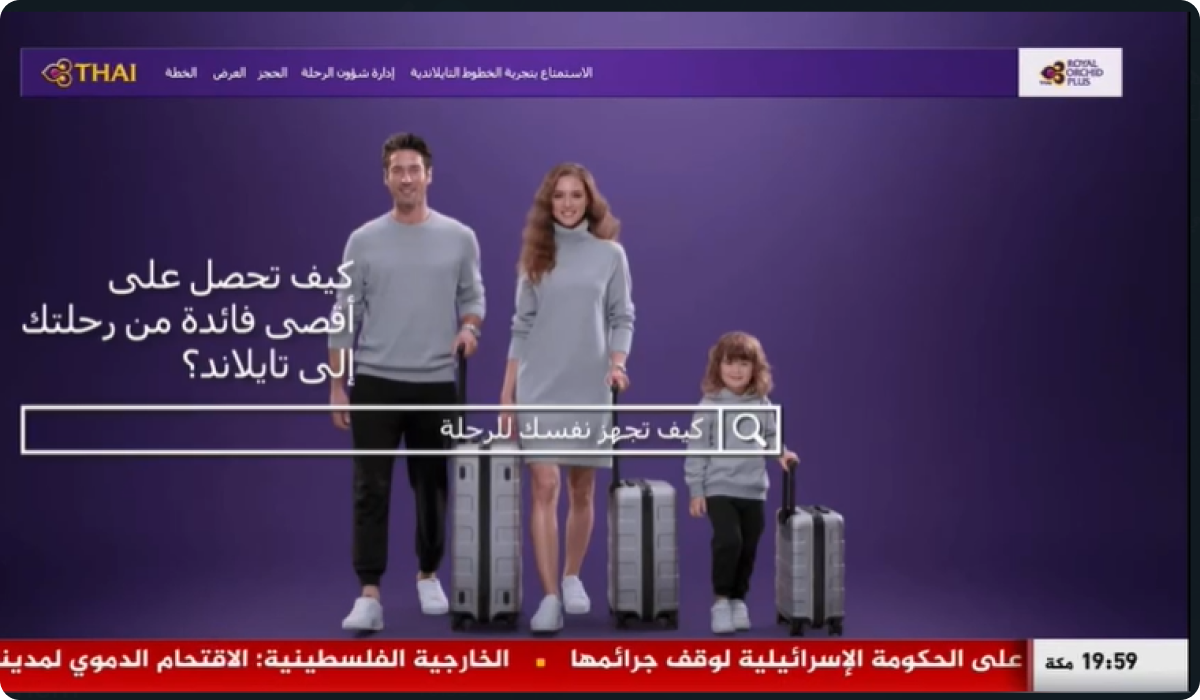 THAI
الخطة
العرض
الحجز
إدارة شؤون الرحلة
الاستمتاع بتجربة الخطوط التايلاندية
ROYAL
ORCHID
PLUS
كيف تحصل على
أقصى فائدة من رحلتك
إلى تايلاند؟
كيف تجهز نفسك للرحلة
على الحكومة الإسرائيلية لوقف جرائمها ▪ الخارجية الفلسطينية: الاقتحام الدموي
19:59 مكة